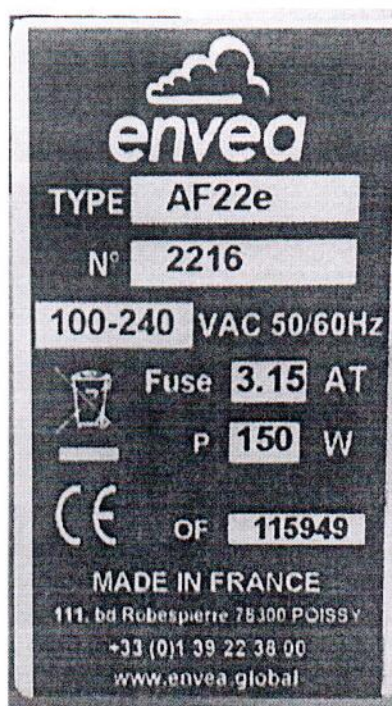 envea
TYPE AF22e
N° 2216
100-240 VAC 50/60Hz
Fuse 3.15 AT
P 150 W
CE
OF 115949
MADE IN FRANCE
111, bd Robespierre 78300 POISSY
+33 (0)1 39 22 38 00
www.envea.global